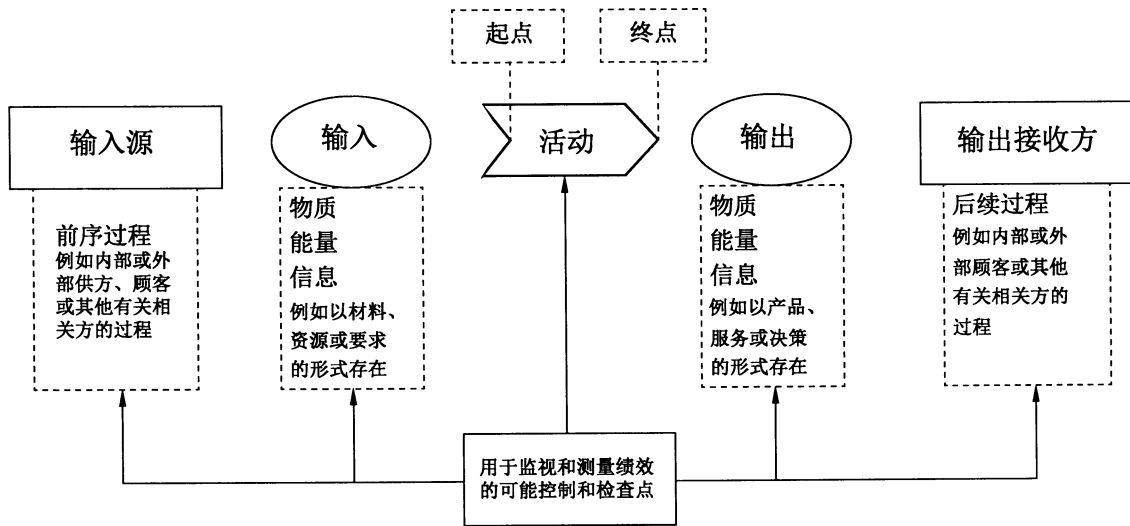 起点
终点
输入源
输入
活动
输出
输出接收方
前序过程
例如内部或外
部供方、顾客
或其他有关相
关方的过程
物质
能量
信息
例如以材料、
资源或要求
的形式存在
物质
能量
信息
例如以产品、
服务或决策
的形式存在
后续过程
例如内部或外
部顾客或其他
有关相关方的
过程
用于监视和测量绩效
的可能控制和检查点